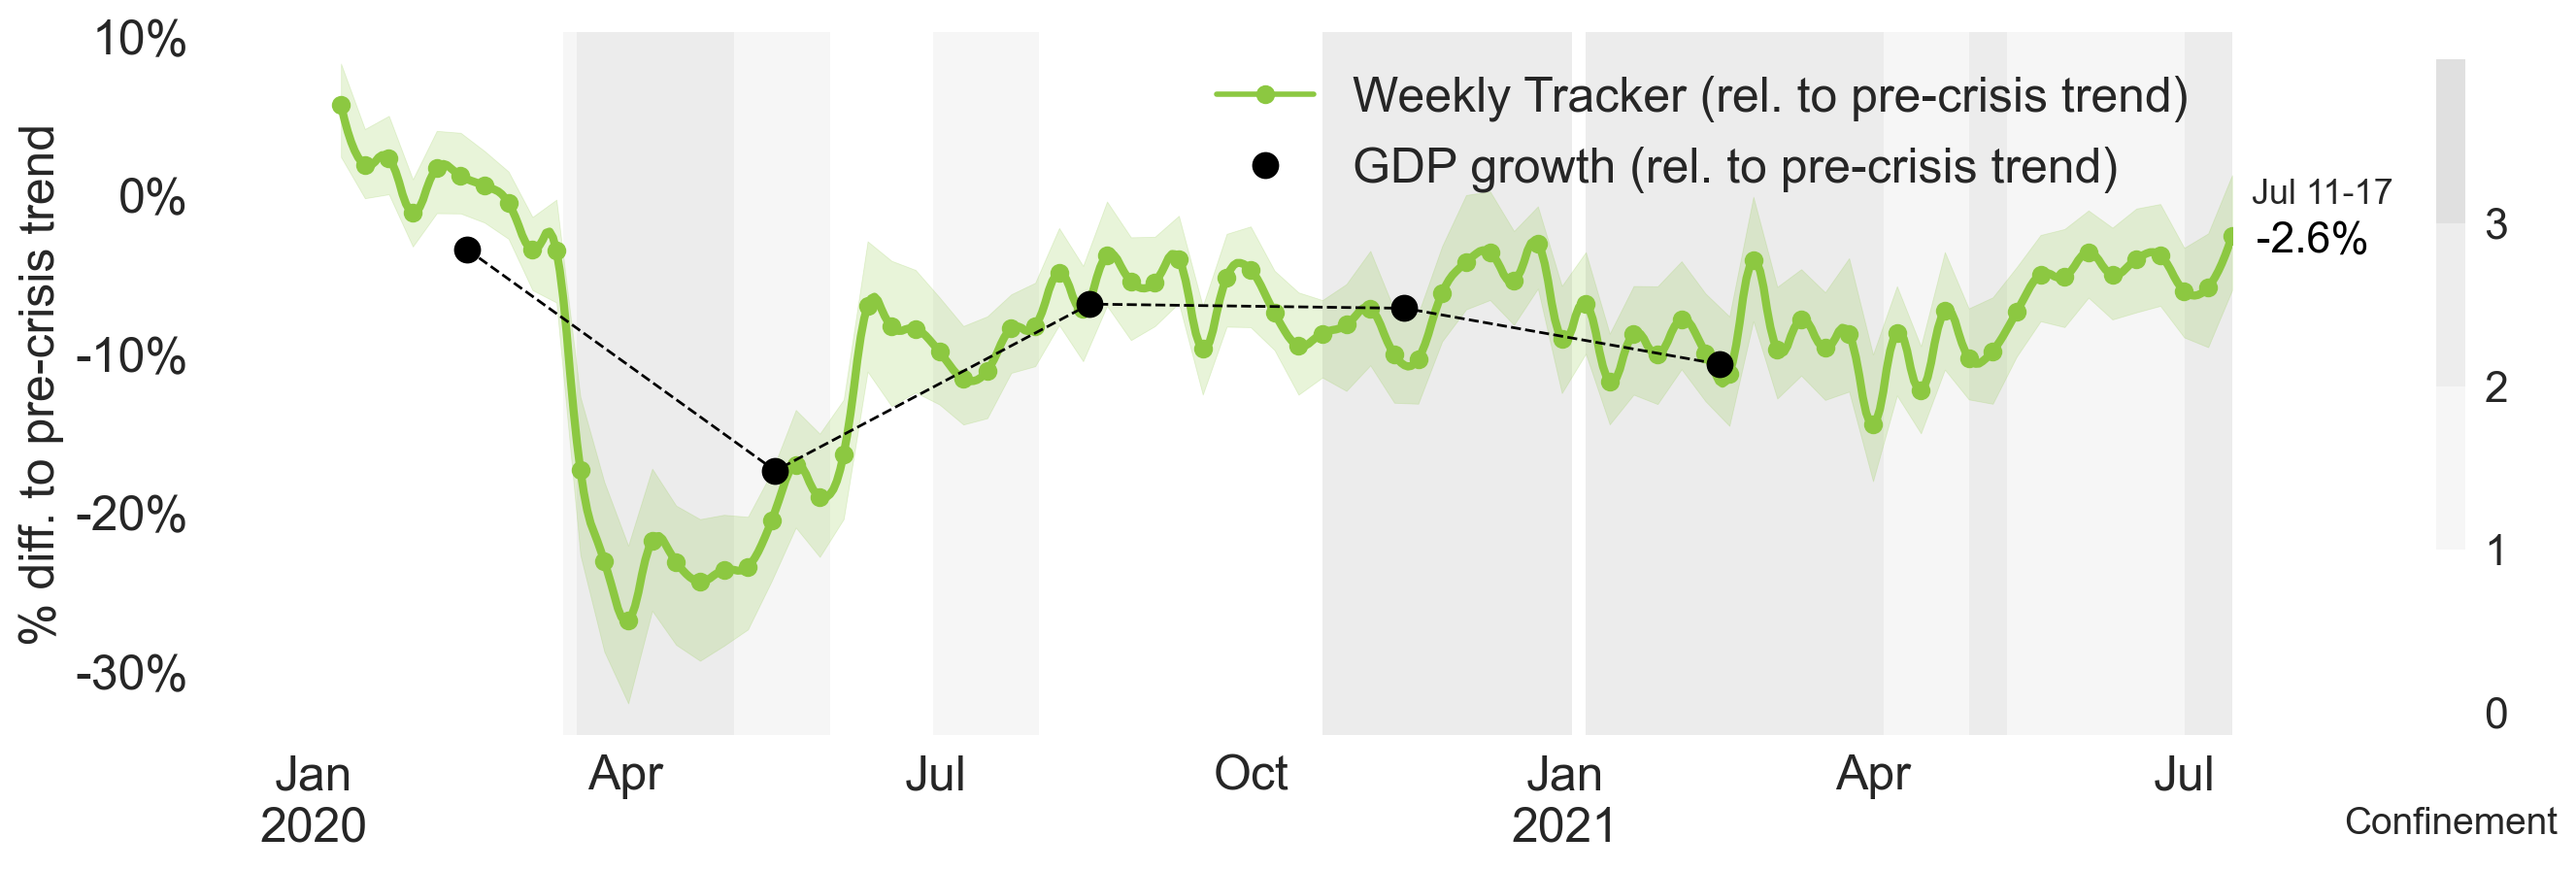 10%
0%
-10%
-20%
-30%
% diff. to pre-crisis trend
Weekly Tracker (rel. to pre-crisis trend)
GDP growth (rel. to pre-crisis trend)
Jul 11-17
-2.6%
3
2
1
0
Confinement
Jan Apr Jul Oct Jan Apr Jul
2020 2021